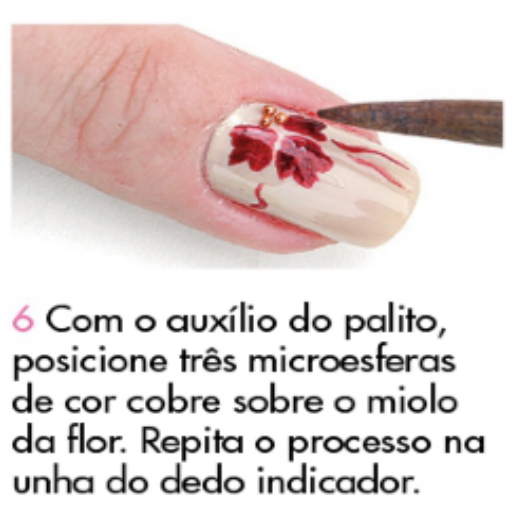 6 Com o auxílio do palito,
posicione três microesferas
de cor cobre sobre o miolo
da flor. Repita o processo na
unha do dedo indicador.